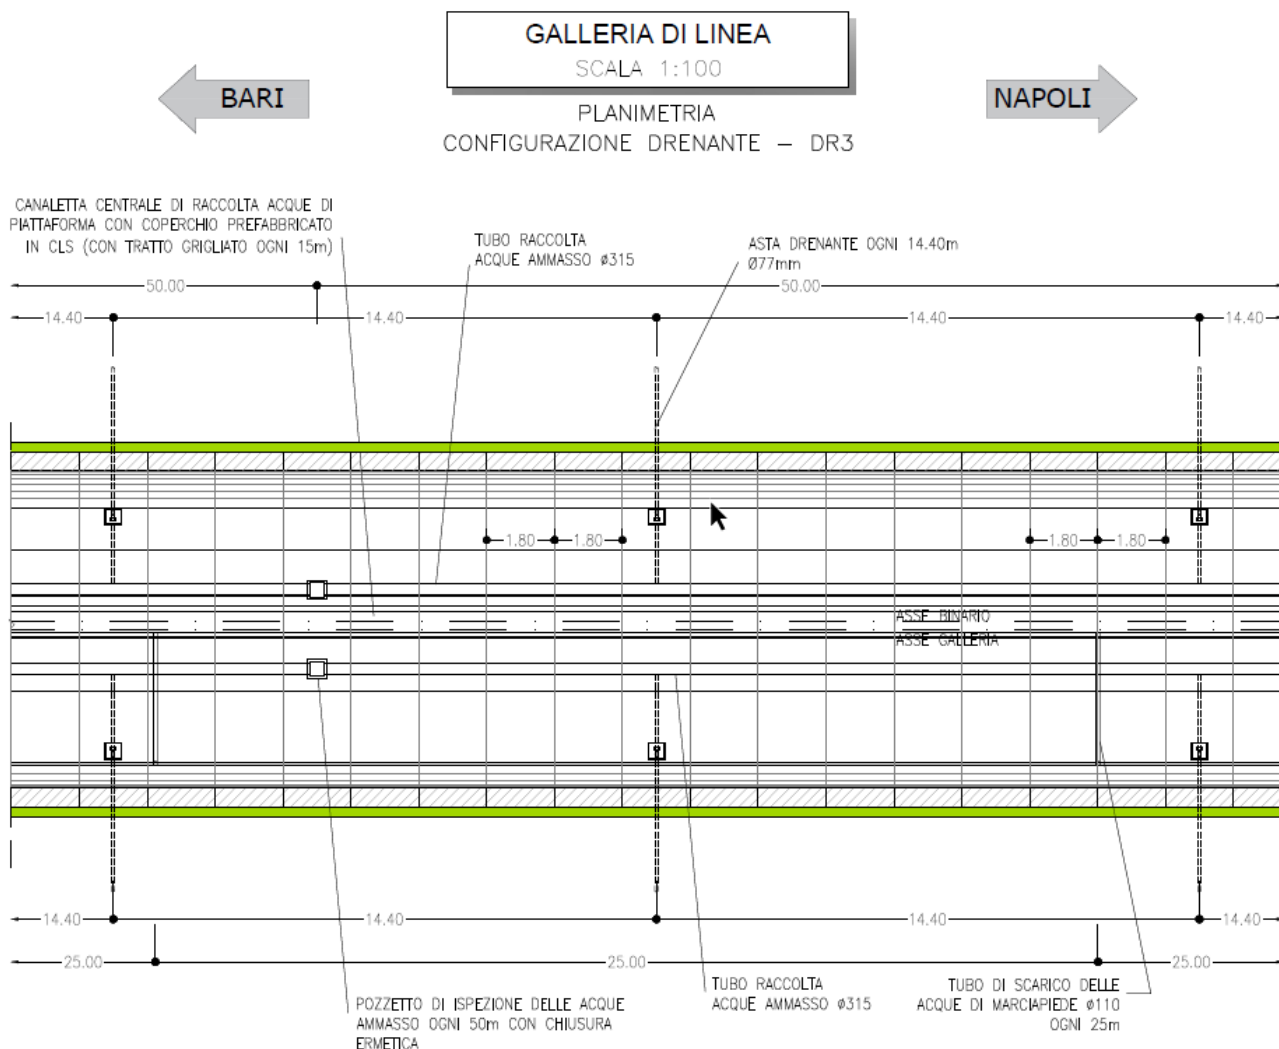 GALLERIA DI LINEA
SCALA 1:100
BARI
NAPOLI
PLANIMETRIA
CONFIGURAZIONE DRENANTE – DR3
CANALETTA CENTRALE DI RACCOLTA ACQUE DI
PIATTAFORMA CON COPERCHIO PREFABBRICATO
IN CLS (CON TRATTO GRIGLIATO OGNI 15m)
TUBO RACCOLTA
ACQUE AMMASSO ø315
ASTA DRENANTE OGNI 14.40m
Ø77mm
50.00
50.00
14.40
14.40
14.40
14.40
1.80
1.80
1.80
1.80
ASSE BINARIO
ASSE GALLERIA
14.40
14.40
14.40
14.40
25.00
25.00
25.00
POZZETTO DI ISPEZIONE DELLE ACQUE
AMMASSO OGNI 50m CON CHIUSURA
ERMETICA
TUBO RACCOLTA
ACQUE AMMASSO ø315
TUBO DI SCARICO DELLE
ACQUE DI MARCIAPIEDE ø110
OGNI 25m